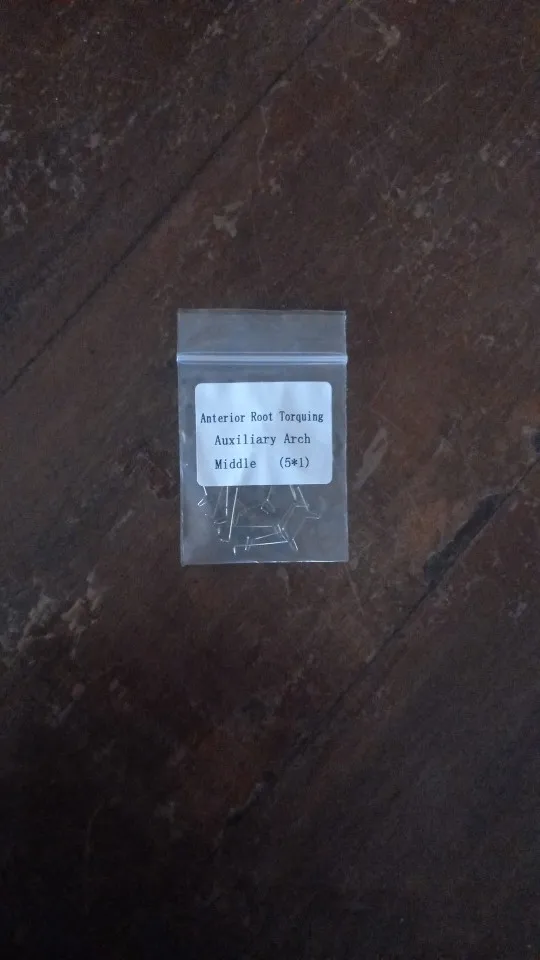 Anterior Root Torquing
Auxiliary Arch
Middle (5*1)